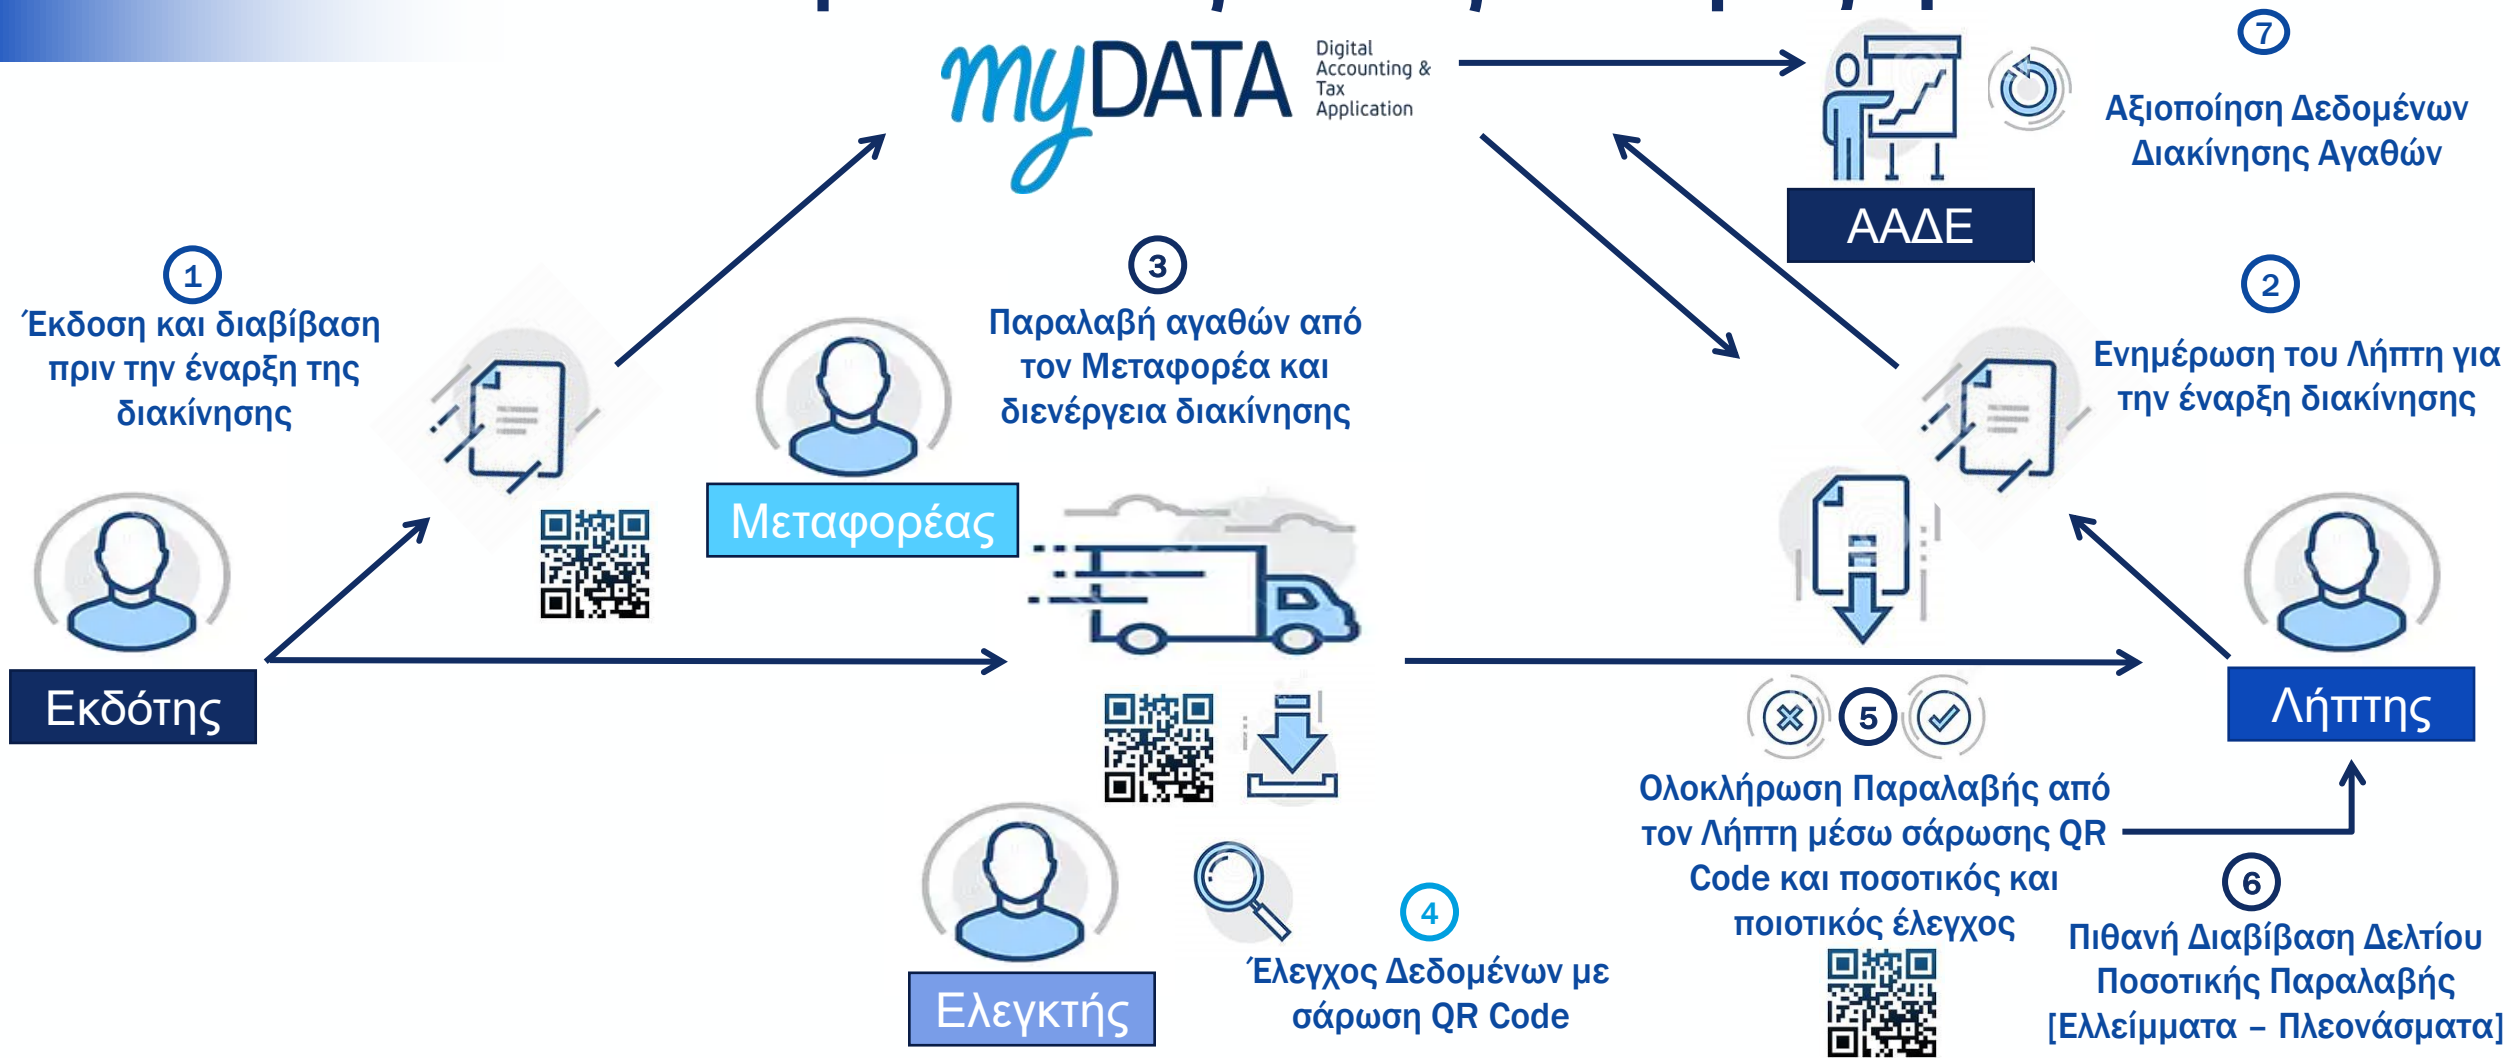 myDATA
Digital
Accounting &
Tax
Application
7
Αξιοποίηση Δεδομένων
Διακίνησης Αγαθών
ΑΑΔΕ
1
Έκδοση και διαβίβαση
πριν την έναρξη της
διακίνησης
3
Παραλαβή αγαθών από
τον Μεταφορέα και
διενέργεια διακίνησης
2
Ενημέρωση του Λήπτη για
την έναρξη διακίνησης
Μεταφορέας
Εκδότης
Λήπτης
5
Ολοκλήρωση Παραλαβής από
τον Λήπτη μέσω σάρωσης QR
Code και ποσοτικός και
ποιοτικός έλεγχος
4
Έλεγχος Δεδομένων με
σάρωση QR Code
Ελεγκτής
6
Πιθανή Διαβίβαση Δελτίου
Ποσοτικής Παραλαβής
[Ελλείμματα – Πλεονάσματα]